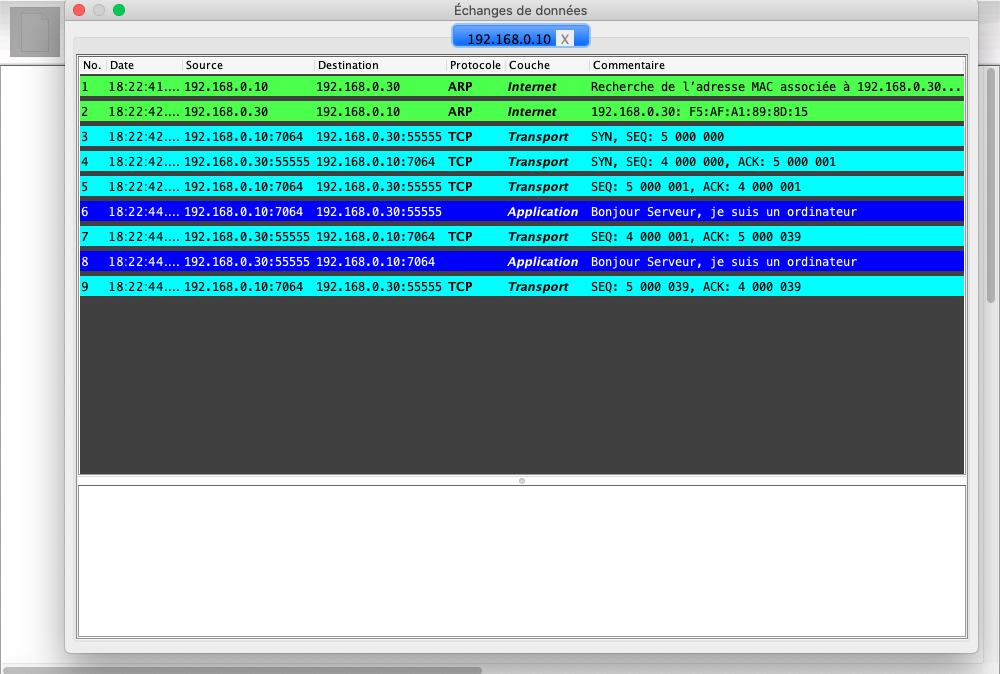 Échanges de données
192.168.0.10 X
No. Date Source Destination Protocole Couche Commentaire
1 18:22:41.... 192.168.0.10 192.168.0.30 ARP Internet Recherche de l'adresse MAC associée à 192.168.0.30...
2 18:22:42.... 192.168.0.30 192.168.0.10 ARP Internet 192.168.0.30: F5:AF:A1:89:8D:15
3 18:22:42.... 192.168.0.10:7064 192.168.0.30:55555 TCP Transport SYN, SEQ: 5 000 000
4 18:22:42.... 192.168.0.30:55555 192.168.0.10:7064 TCP Transport SYN, SEQ: 4 000 000, ACK: 5 000 001
5 18:22:42.... 192.168.0.10:7064 192.168.0.30:55555 TCP Transport SEQ: 5 000 001, ACK: 4 000 001
6 18:22:44.... 192.168.0.10:7064 192.168.0.30:55555 Application Bonjour Serveur, je suis un ordinateur
7 18:22:44.... 192.168.0.30:55555 192.168.0.10:7064 TCP Transport SEQ: 4 000 001, ACK: 5 000 039
8 18:22:44.... 192.168.0.30:55555 192.168.0.10:7064 Application Bonjour Serveur, je suis un ordinateur
9 18:22:44.... 192.168.0.10:7064 192.168.0.30:55555 TCP Transport SEQ: 5 000 039, ACK: 4 000 039